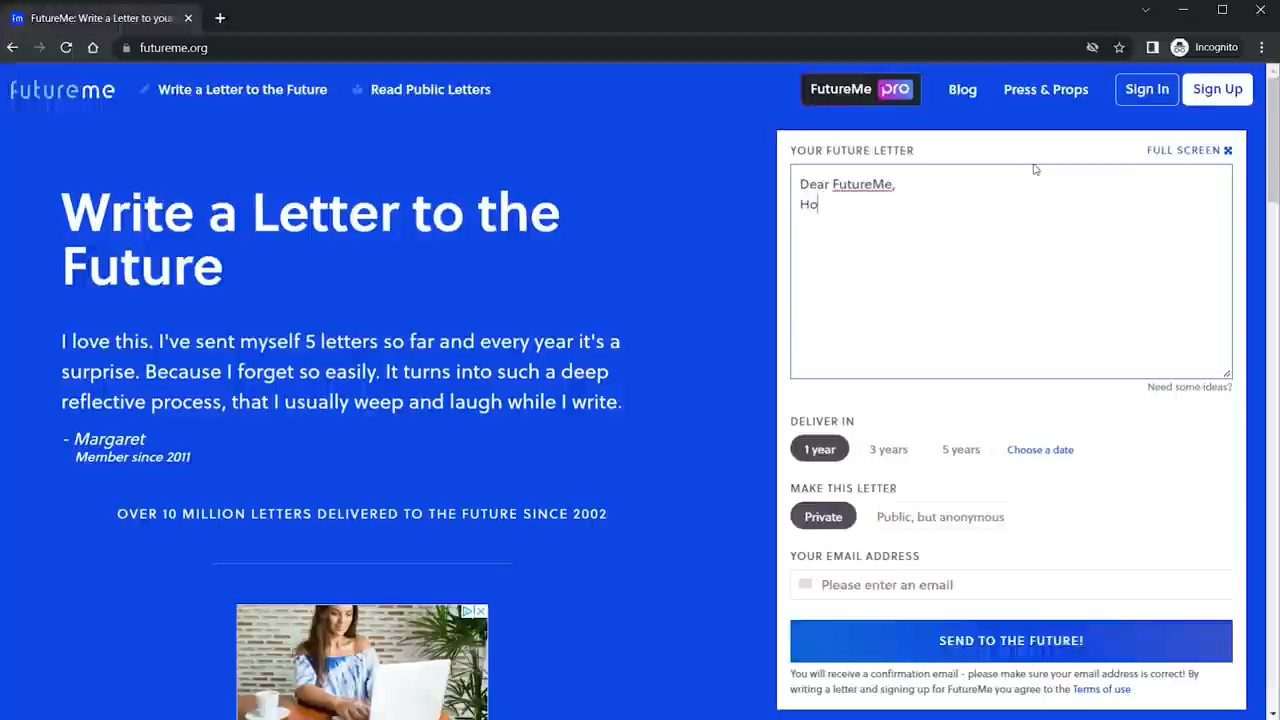 FutureMe: Write a Letter to your
futureme.org
Incognito
futureme
Write a Letter to the Future
Read Public Letters
FutureMe pro
Blog
Press & Props
Sign In
Sign Up
Write a Letter to the
Future
I love this. I've sent myself 5 letters so far and every year it's a
surprise. Because I forget so easily. It turns into such a deep
reflective process, that I usually weep and laugh while I write.
- Margaret
Member since 2011
OVER 10 MILLION LETTERS DELIVERED TO THE FUTURE SINCE 2002
YOUR FUTURE LETTER
FULL SCREEN
Dear FutureMe,
Ho
Need some ideas?
DELIVER IN
1 year
3 years
5 years
Choose a date
MAKE THIS LETTER
Private
Public, but anonymous
YOUR EMAIL ADDRESS
Please enter an email
SEND TO THE FUTURE!
You will receive a confirmation email - please make sure your email address is correct! By
writing a letter and signing up for FutureMe you agree to the Terms of use